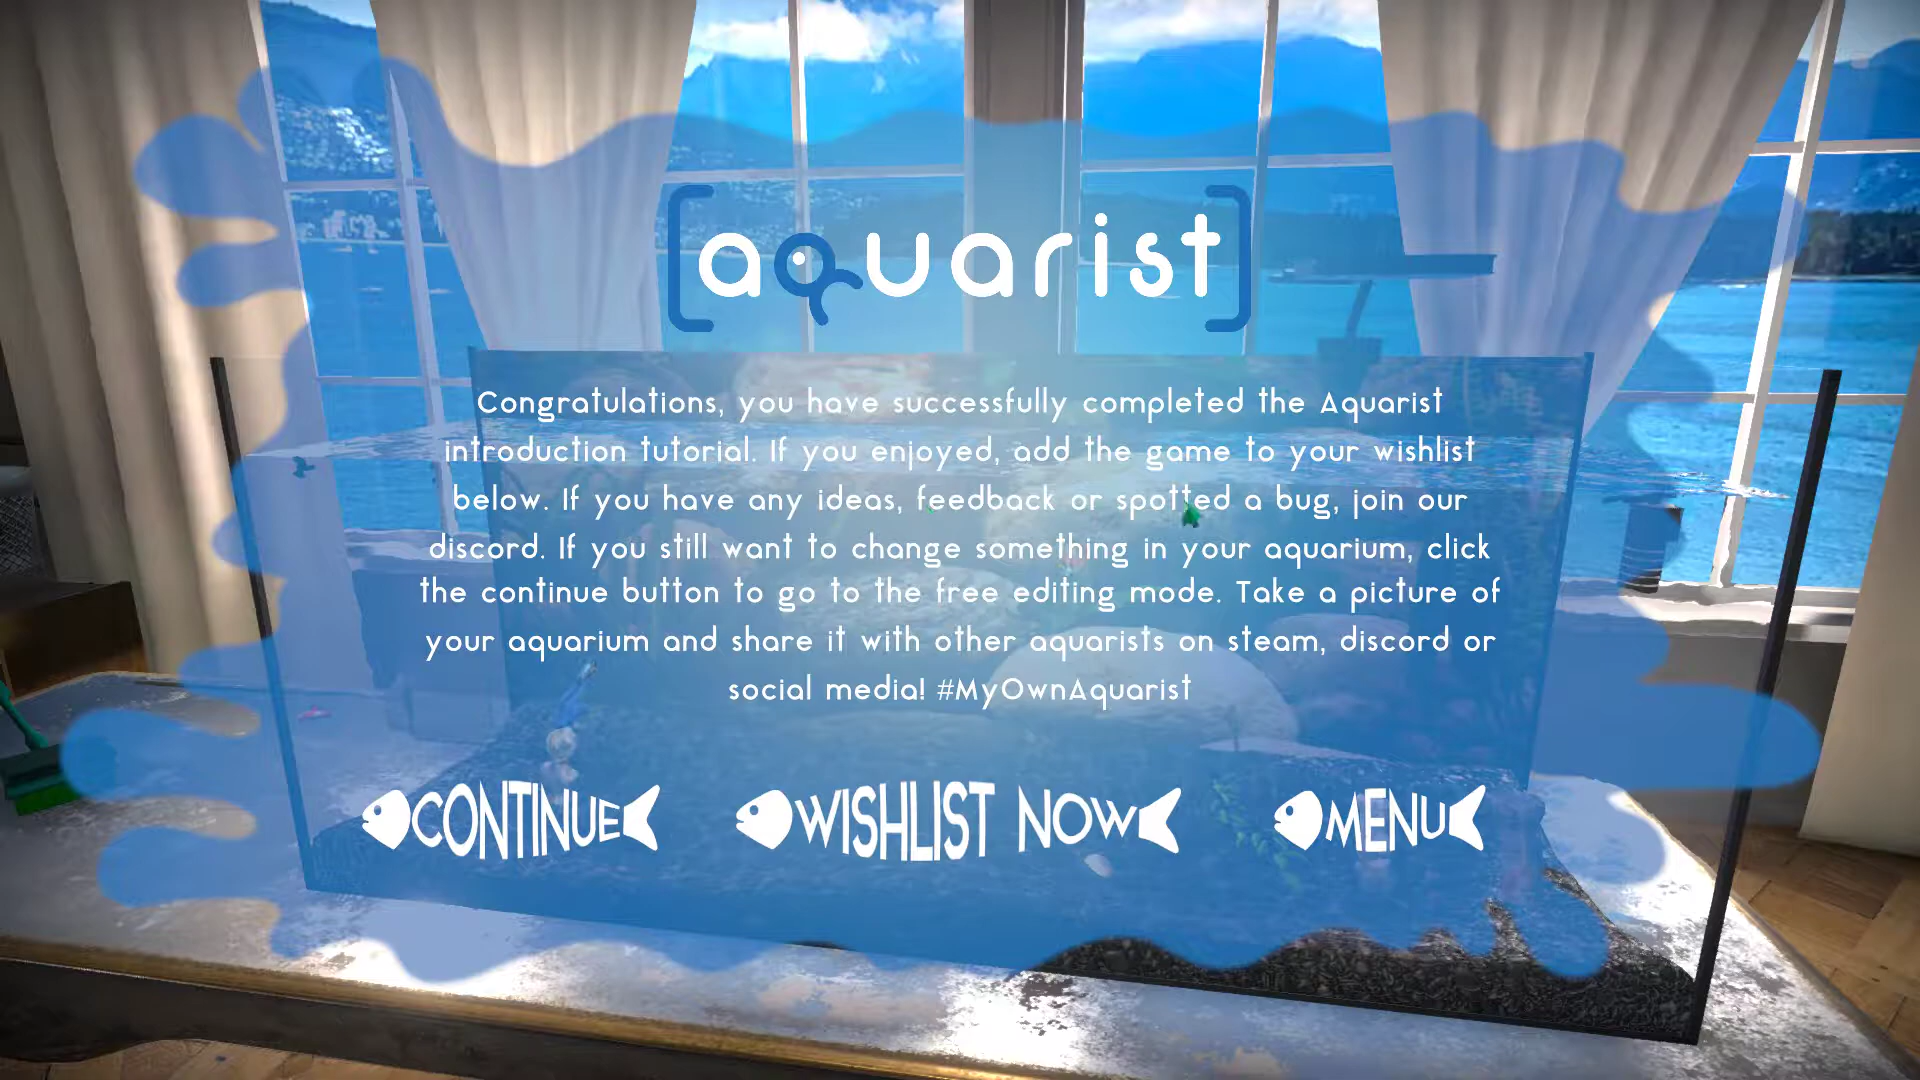 [aquarist]
Congratulations, you have successfully completed the Aquarist
introduction tutorial. If you enjoyed, add the game to your wishlist
below. If you have any ideas, feedback or spotted a bug, join our
discord. If you still want to change something in your aquarium, click
the continue button to go to the free editing mode. Take a picture of
your aquarium and share it with other aquarists on steam, discord or
social media! #MyOwnAquarist
CONTINUE
WISHLIST NOW
MENU